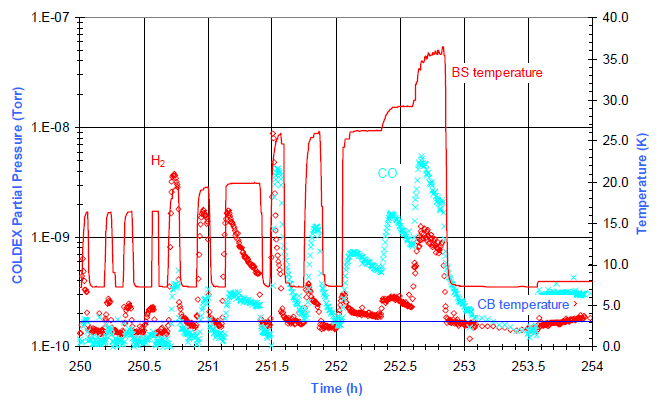 1.E-07
1.E-08
1.E-09
1.E-10
COLDEX Partial Pressure (Torr)
40.0
35.0
30.0
25.0
20.0
15.0
10.0
5.0
0.0
Temperature (K)
BS temperature
H2
CO
CB temperature
250 250.5 251 251.5 252 252.5 253 253.5 254
Time (h)